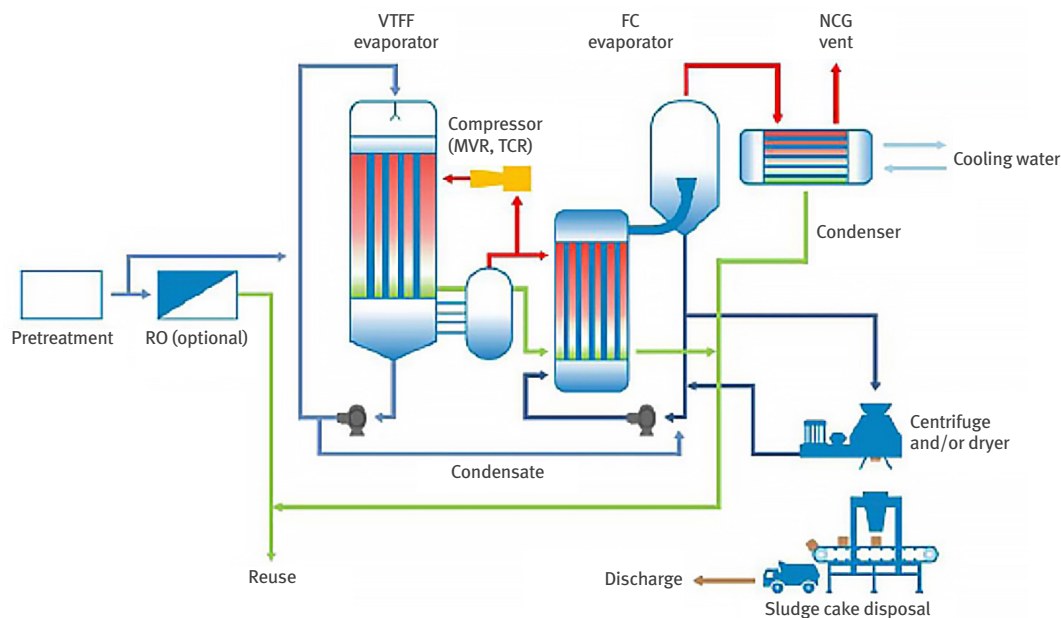 VTFF
evaporator
FC
evaporator
NCG
vent
Compressor
(MVR, TCR)
Cooling water
Condenser
Pretreatment
RO (optional)
Centrifuge
and/or dryer
Condensate
Reuse
Discharge
Sludge cake disposal